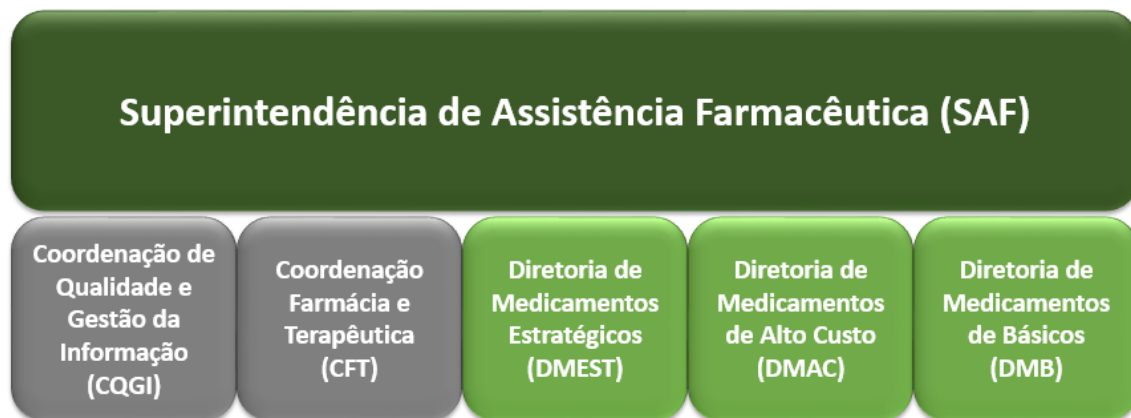 Superintendência de Assistência Farmacêutica (SAF)
Coordenação de
Qualidade e
Gestão da
Informação
(CQGI)
Coordenação
Farmácia e
Terapêutica
(CFT)
Diretoria de
Medicamentos
Estratégicos
(DMEST)
Diretoria de
Medicamentos
de Alto Custo
(DMAC)
Diretoria de
Medicamentos
de Básicos
(DMB)